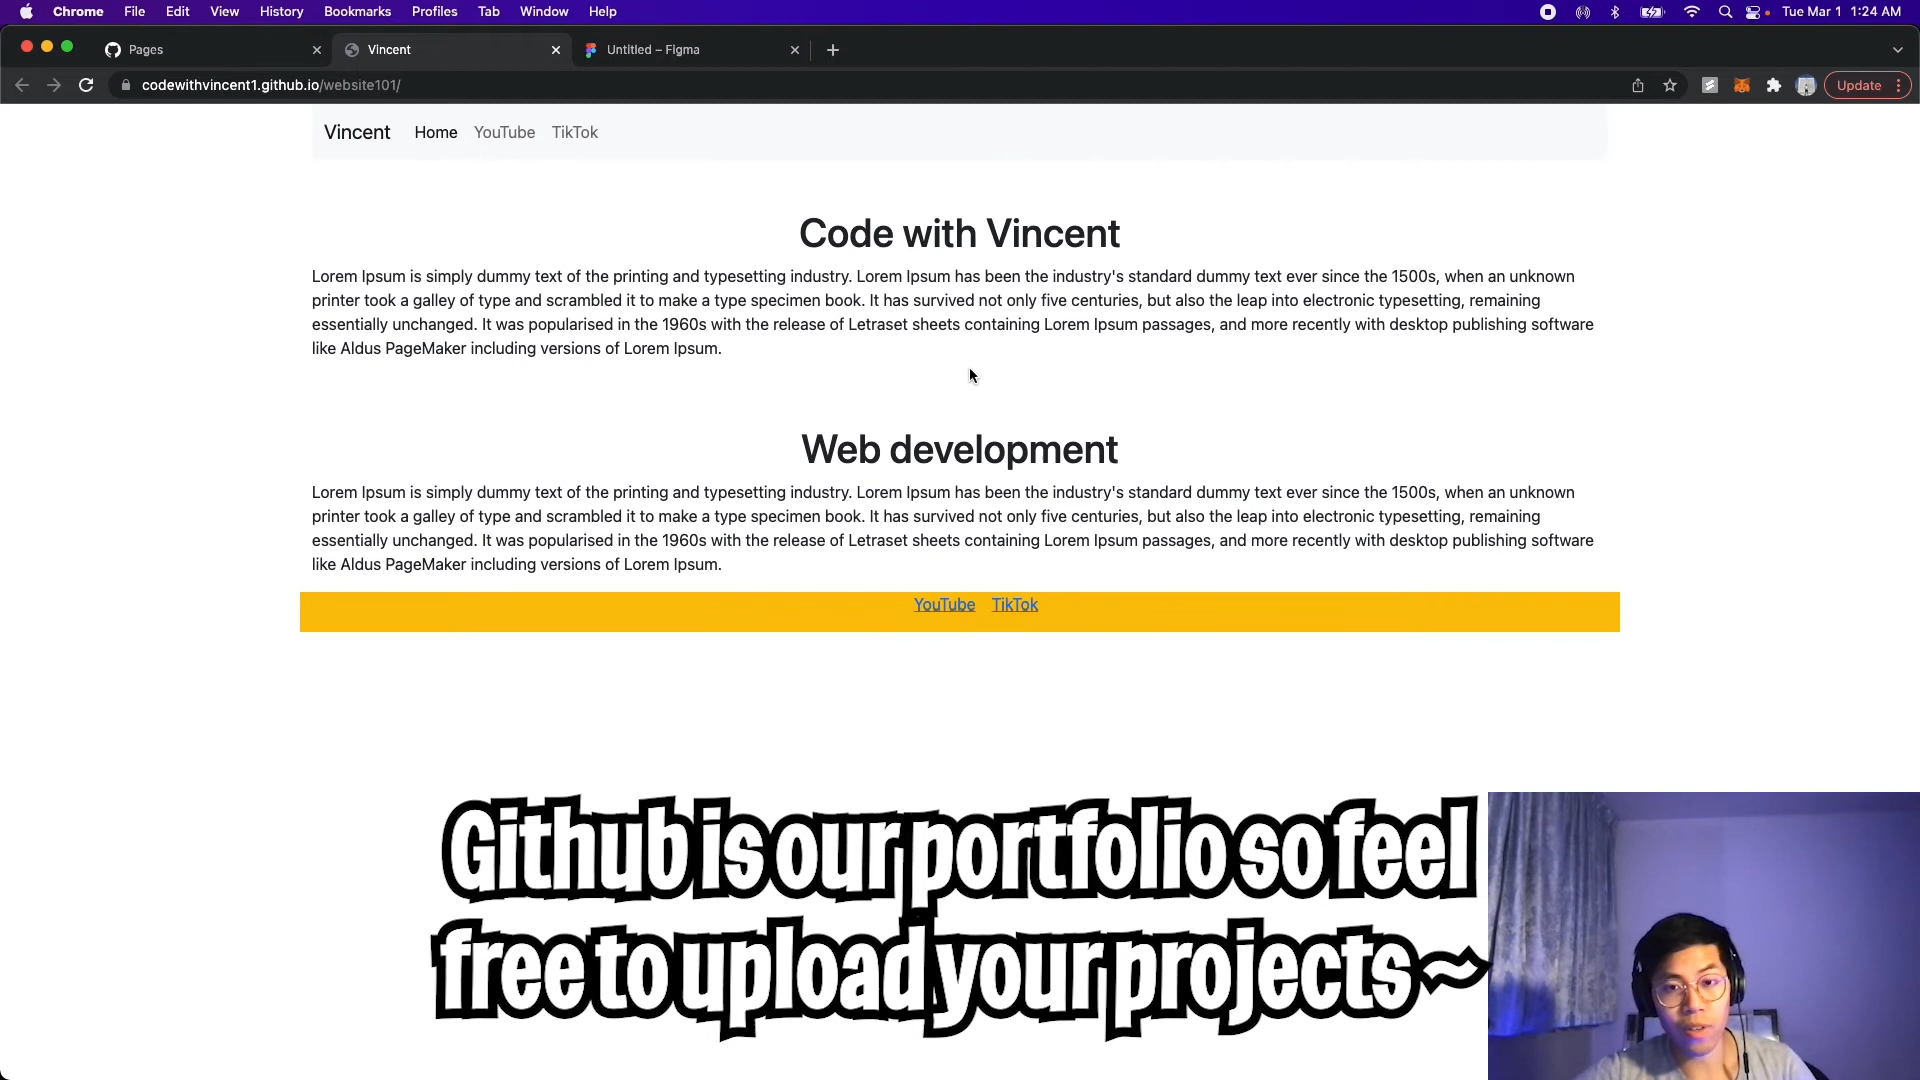 Chrome File Edit View History Bookmarks Profiles Tab Window Help Tue Mar 1 1:24 AM
Pages Vincent Untitled – Figma
codewithvincent1.github.io/website101/ Update
Vincent Home YouTube TikTok
Code with Vincent
Lorem Ipsum is simply dummy text of the printing and typesetting industry. Lorem Ipsum has been the industry's standard dummy text ever since the 1500s, when an unknown
printer took a galley of type and scrambled it to make a type specimen book. It has survived not only five centuries, but also the leap into electronic typesetting, remaining
essentially unchanged. It was popularised in the 1960s with the release of Letraset sheets containing Lorem Ipsum passages, and more recently with desktop publishing software
like Aldus PageMaker including versions of Lorem Ipsum.
Web development
Lorem Ipsum is simply dummy text of the printing and typesetting industry. Lorem Ipsum has been the industry's standard dummy text ever since the 1500s, when an unknown
printer took a galley of type and scrambled it to make a type specimen book. It has survived not only five centuries, but also the leap into electronic typesetting, remaining
essentially unchanged. It was popularised in the 1960s with the release of Letraset sheets containing Lorem Ipsum passages, and more recently with desktop publishing software
like Aldus PageMaker including versions of Lorem Ipsum.
YouTube TikTok
Github is our portfolio so feel
free to upload your projects~